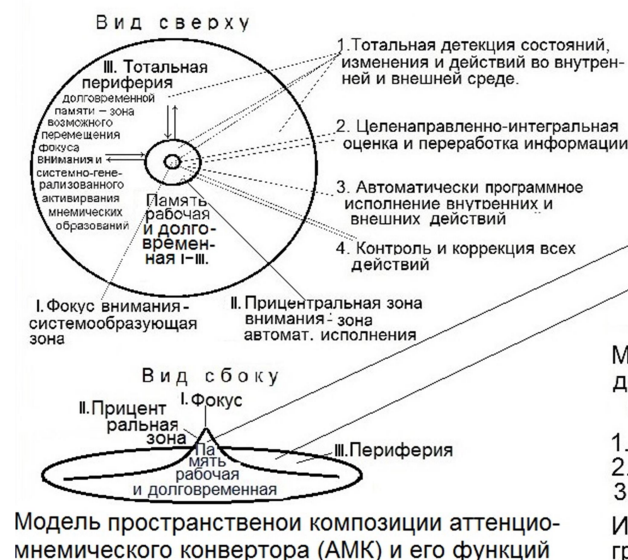 Вид сверху
III. Тотальная
периферия
долговременной
памяти – зона
возможного
перемещения
фокуса
внимания и
системно-гене-
рализованного
активирвания
мнемических
образований
Память
рабочая
и долго-
времен-
ная I–III.
1.Тотальная детекция состояний,
изменения и действий во внутрен-
ней и внешней среде.
2. Целенаправленно-интегральная
оценка и переработка информации
3. Автоматически программное
исполнение внутренних и
внешних действий
4. Контроль и коррекция всех
действий
I. Фокус внимания-
системообразующая
зона
II. Прицентральная зона
внимания - зона
автомат. исполнения
Вид сбоку
I.Фокус
II.Прицент
ральная
зона
III.Периферия
Па
мять
рабочая
и долговременная
Модель пространственои композиции аттенцио-
мнемического конвертора (АМК) и его функций
М
д
1.
2.
3
И